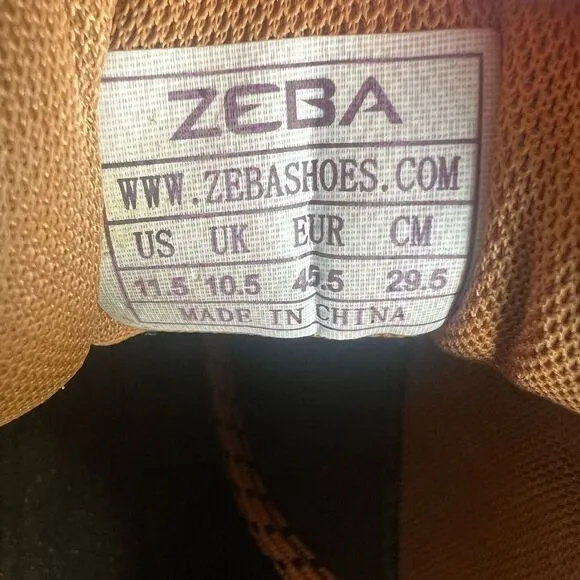 ZEBA
WWW.ZEBASHOES.COM
US UK EUR CM
11.5 10.5 45.5 29.5
MADE IN CHINA